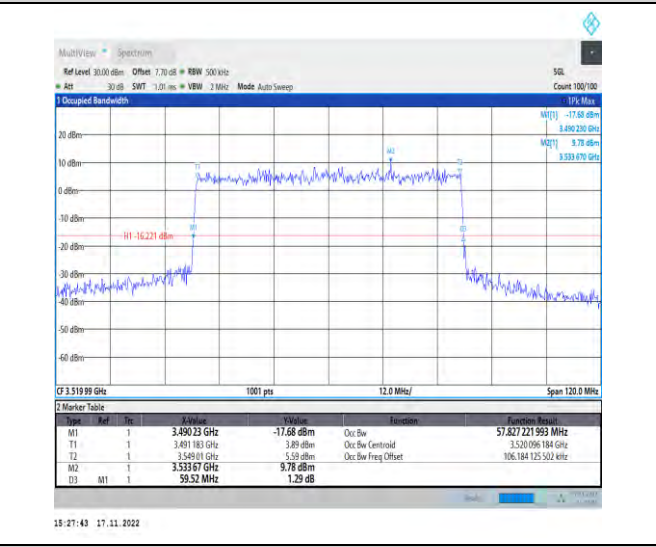 MultiView Spectrum
Ref Level 30.00 dBm Offset 7.70 dB RBW 500 kHz SGL
Att 30 dB SWT 1.01 ms VBW 2 MHz Mode Auto Sweep Count 100/100
1 Occupied Bandwidth 1Pk Max
M1[1] -17.68 dBm
3.490 230 GHz
M2[1] 9.78 dBm
3.533 670 GHz
20 dBm
M2
10 dBm
T1 T2
0 dBm
-10 dBm
M1 D3
H1 -16.221 dBm
-20 dBm
-30 dBm
-40 dBm
-50 dBm
-60 dBm
CF 3.519 99 GHz 1001 pts 12.0 MHz/ Span 120.0 MHz
2 Marker Table
Type Ref Trc X-Value Y-Value Function Function Result
M1 1 3.490 23 GHz -17.68 dBm Occ Bw 57.827 221 993 MHz
T1 1 3.491 183 GHz 3.89 dBm Occ Bw Centroid 3.520 096 184 GHz
T2 1 3.549 01 GHz 5.59 dBm Occ Bw Freq Offset 106.184 125 502 kHz
M2 1 3.533 67 GHz 9.78 dBm
D3 M1 1 59.52 MHz 1.29 dB
15:27:43 17.11.2022